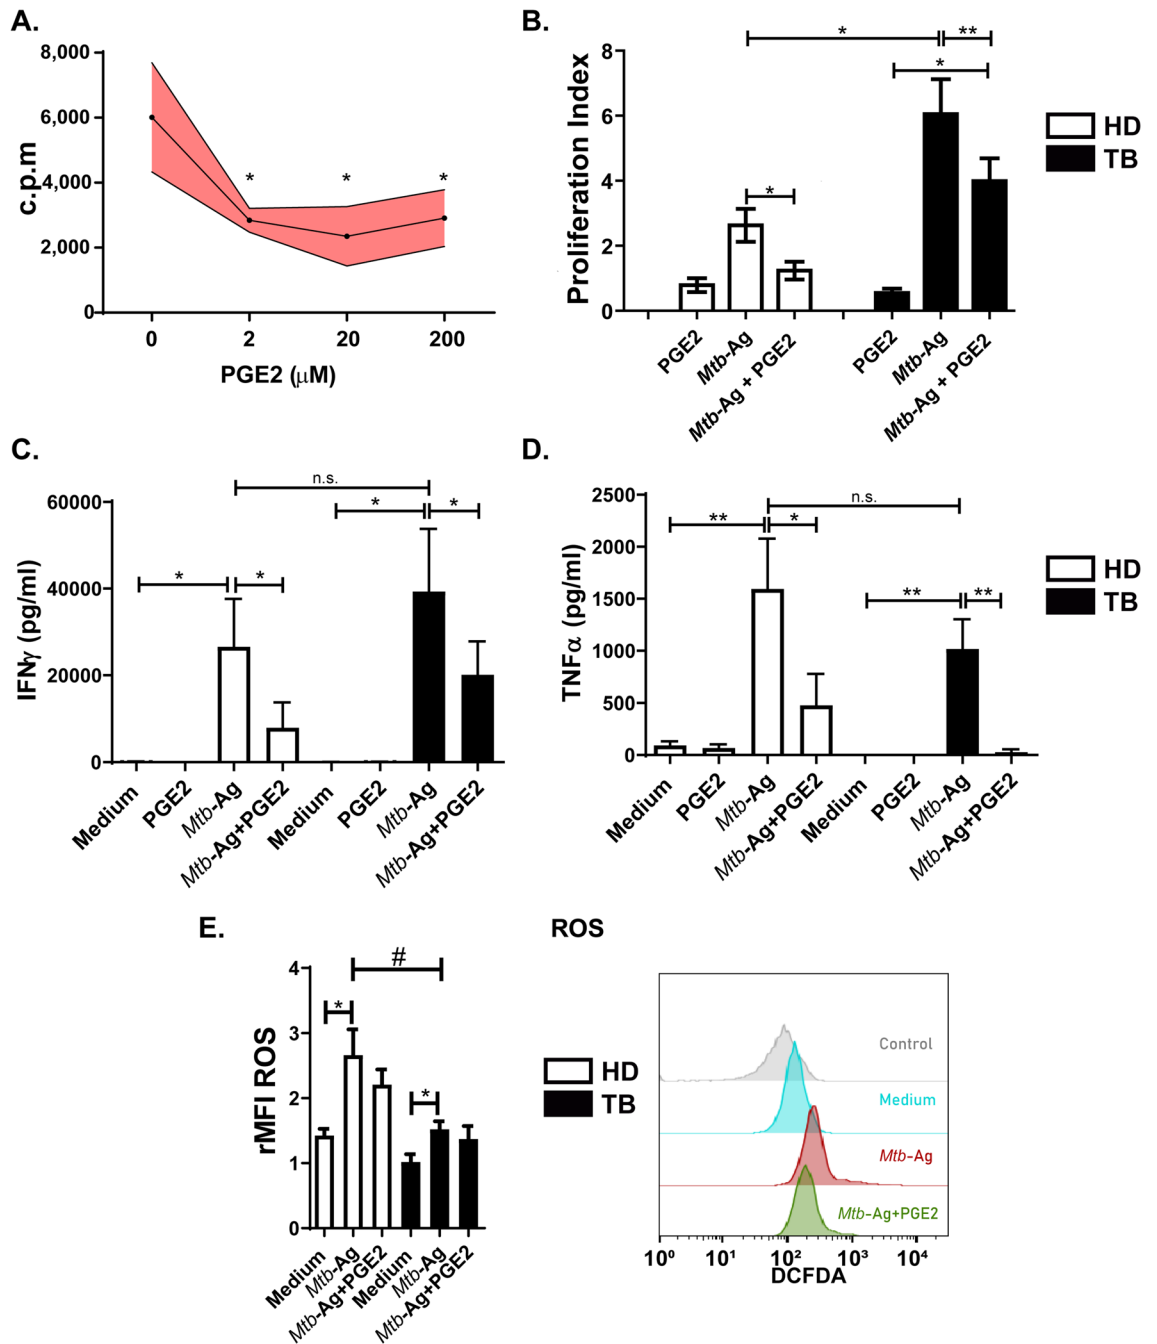 A.
8,000
6,000
4,000
2,000
0
c.p.m
* * *
0 2 20 200
PGE2 (μM)
B.
8
6
4
2
0
Proliferation Index
* **
*
*
PGE2
Mtb-Ag
Mtb-Ag + PGE2
PGE2
Mtb-Ag
Mtb-Ag + PGE2
HD
TB
C.
60000
40000
20000
0
IFNγ (pg/ml)
n.s.
* *
* *
Medium
PGE2
Mtb-Ag
Mtb-Ag+PGE2
Medium
PGE2
Mtb-Ag
Mtb-Ag+PGE2
D.
2500
2000
1500
1000
500
0
TNFα (pg/ml)
n.s.
** *
** **
Medium
PGE2
Mtb-Ag
Mtb-Ag+PGE2
Medium
PGE2
Mtb-Ag
Mtb-Ag+PGE2
HD
TB
E.
4
3
2
1
0
rMFI ROS
#
*
*
Medium
Mtb-Ag
Mtb-Ag+PGE2
Medium
Mtb-Ag
Mtb-Ag+PGE2
HD
TB
ROS
Control
Medium
Mtb-Ag
Mtb-Ag+PGE2
10⁰ 10¹ 10² 10³ 10⁴
DCFDA